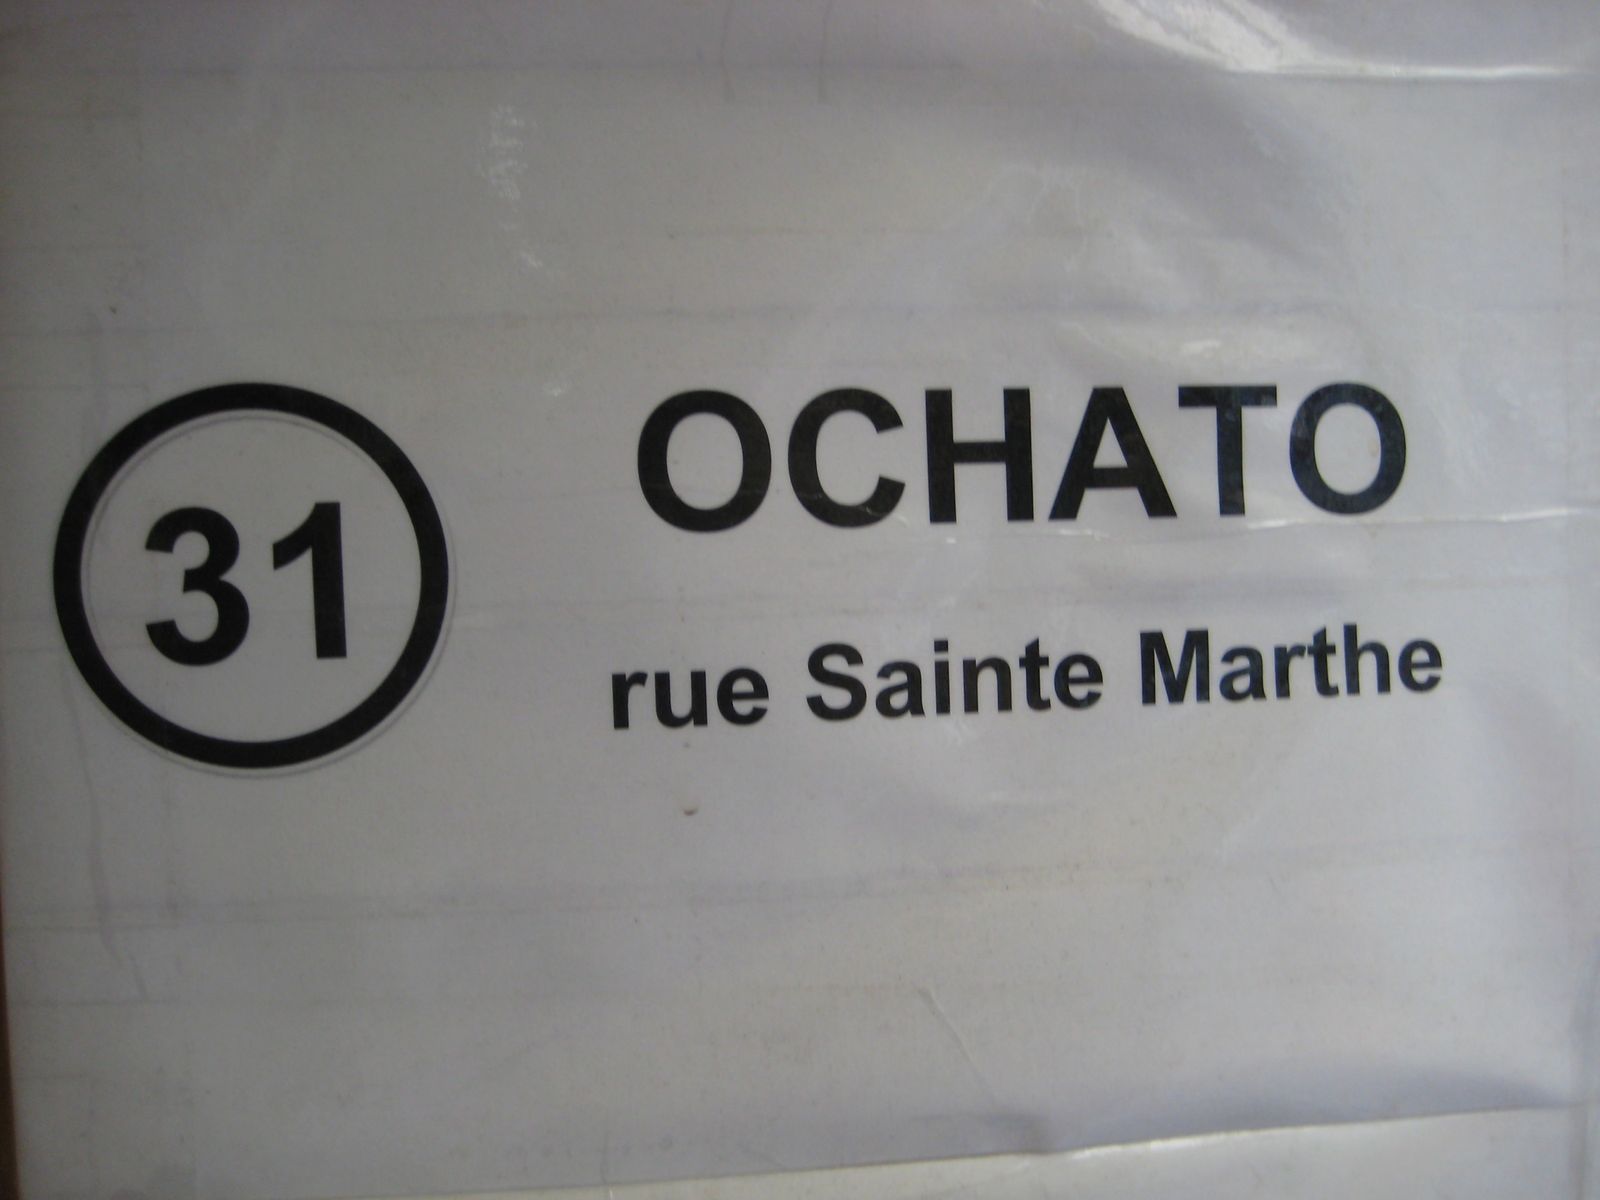 31
OCHATO
rue Sainte Marthe